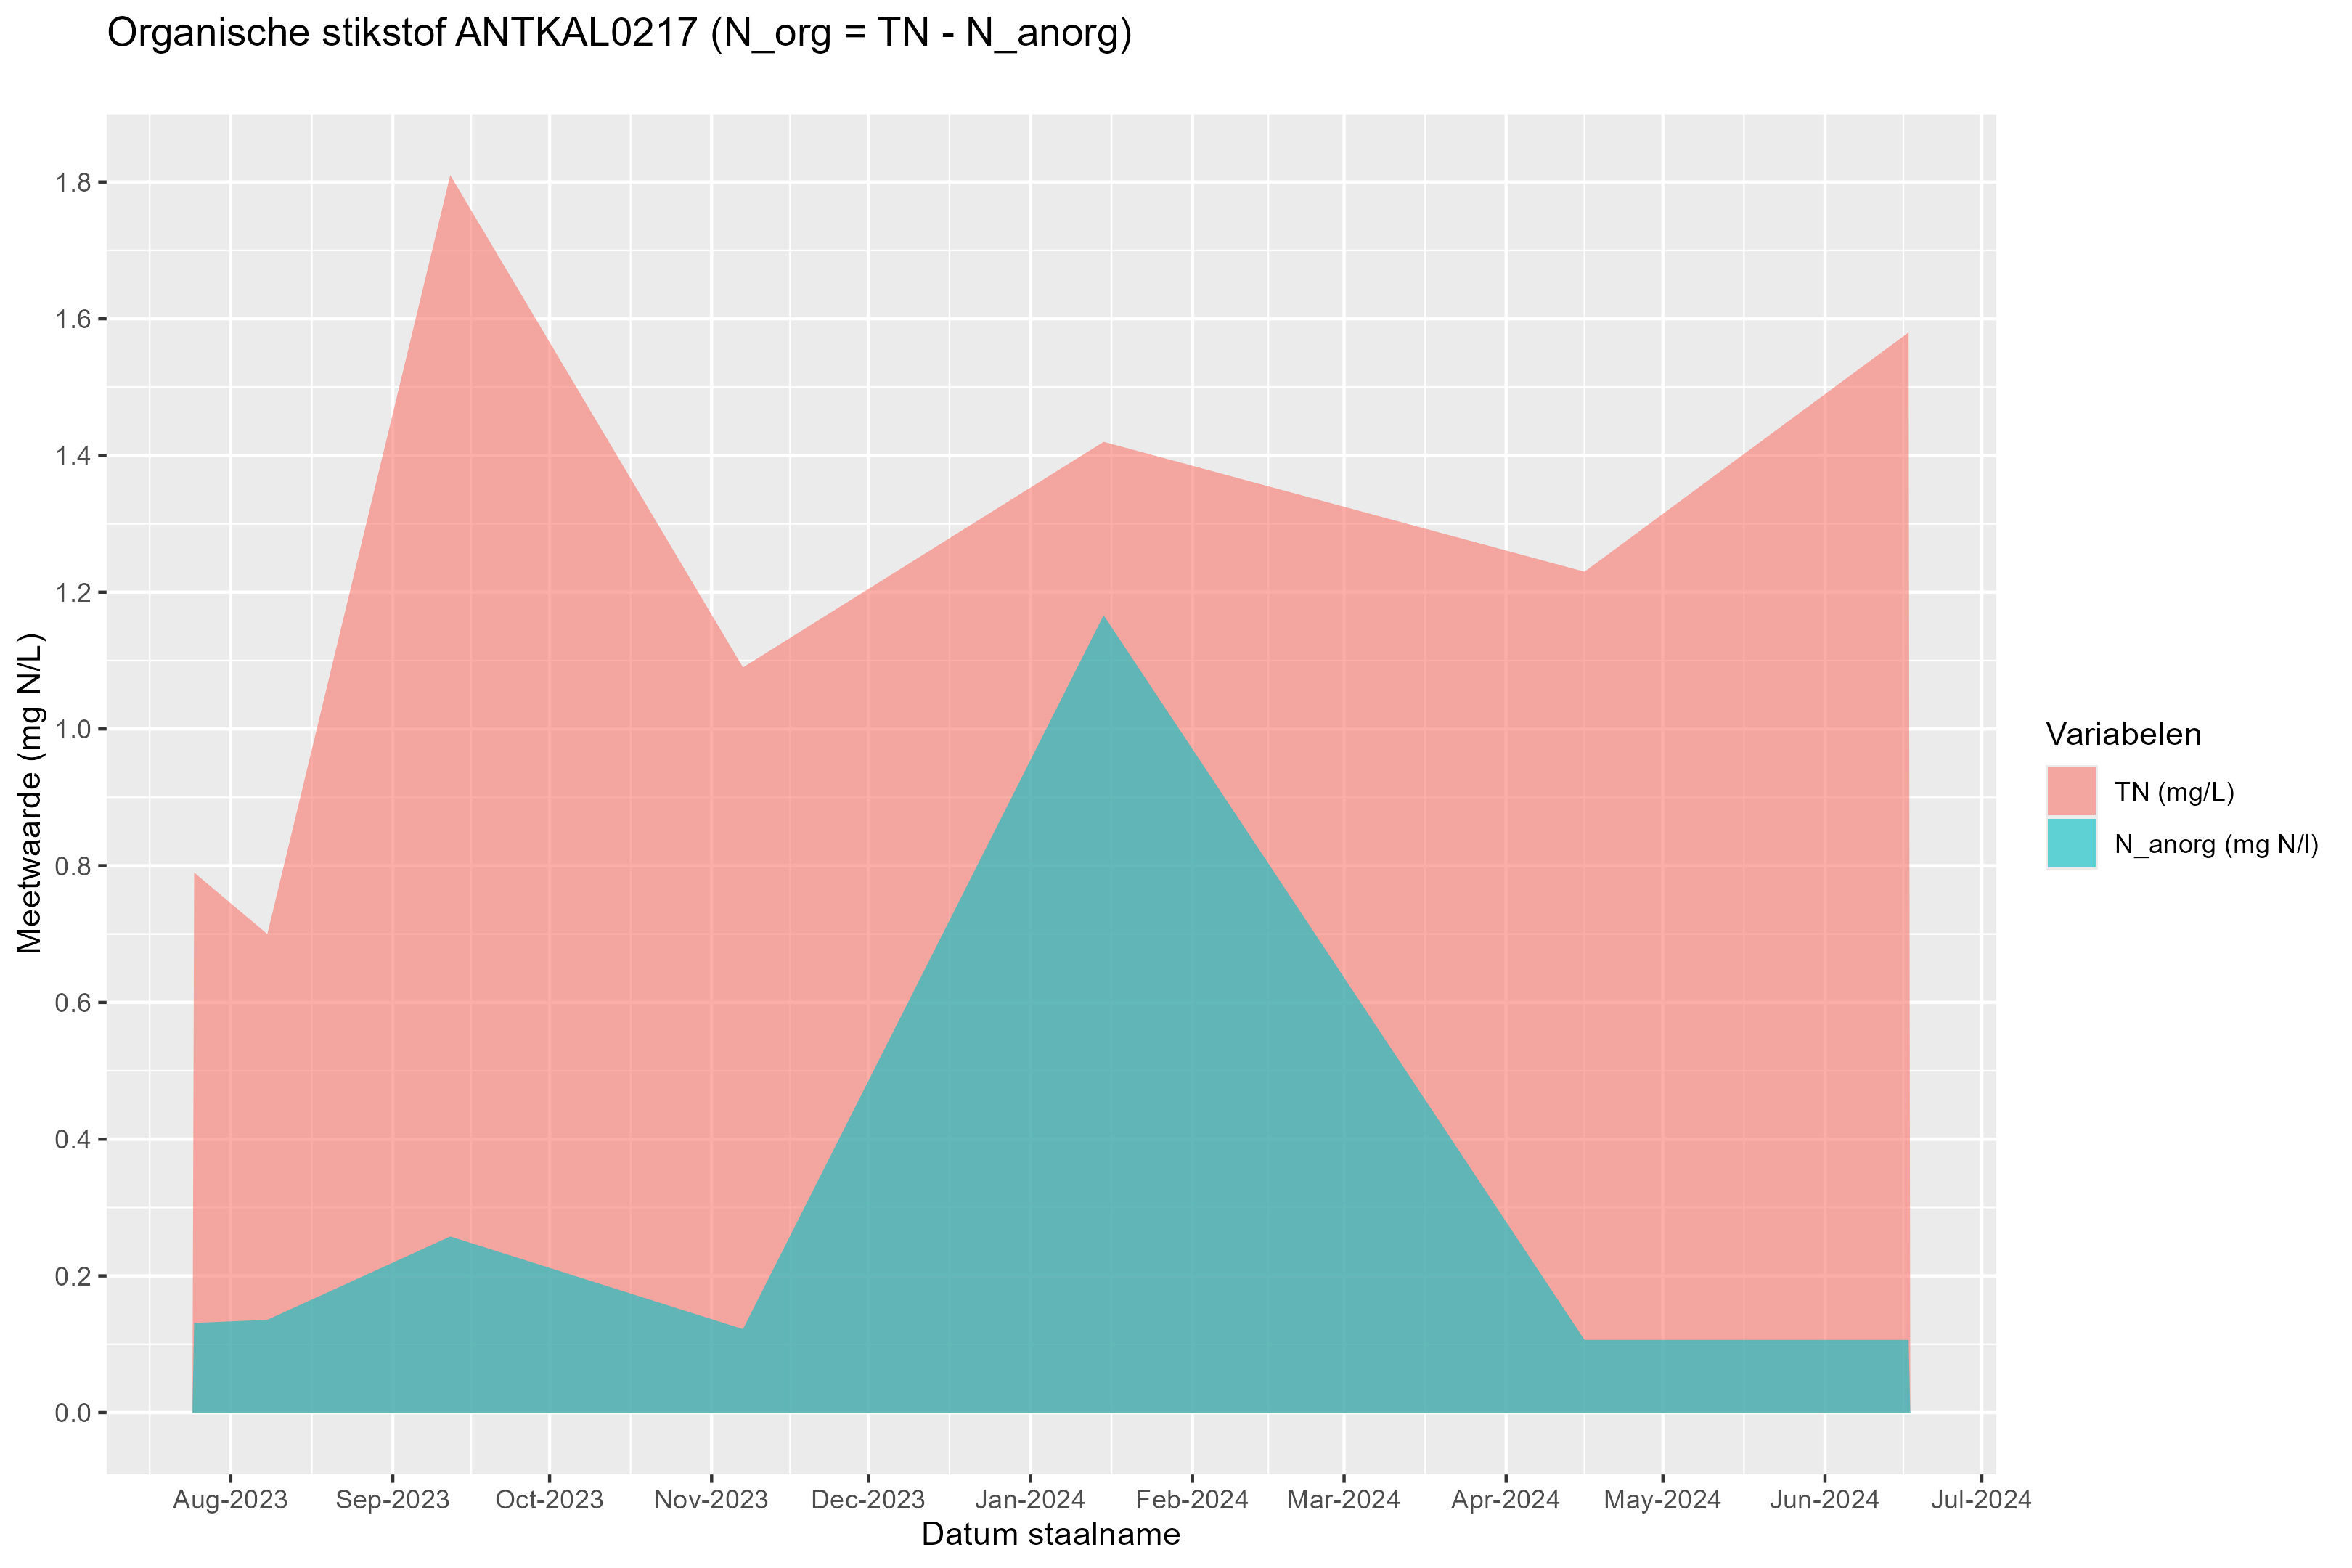 Organische stikstof ANTKAL0217 (N_org = TN - N_anorg)
Meetwaarde (mg N/L)
1.8
1.6
1.4
1.2
1.0
0.8
0.6
0.4
0.2
0.0
Aug-2023 Sep-2023 Oct-2023 Nov-2023 Dec-2023 Jan-2024 Feb-2024 Mar-2024 Apr-2024 May-2024 Jun-2024 Jul-2024
Datum staalname
Variabelen
TN (mg/L)
N_anorg (mg N/l)